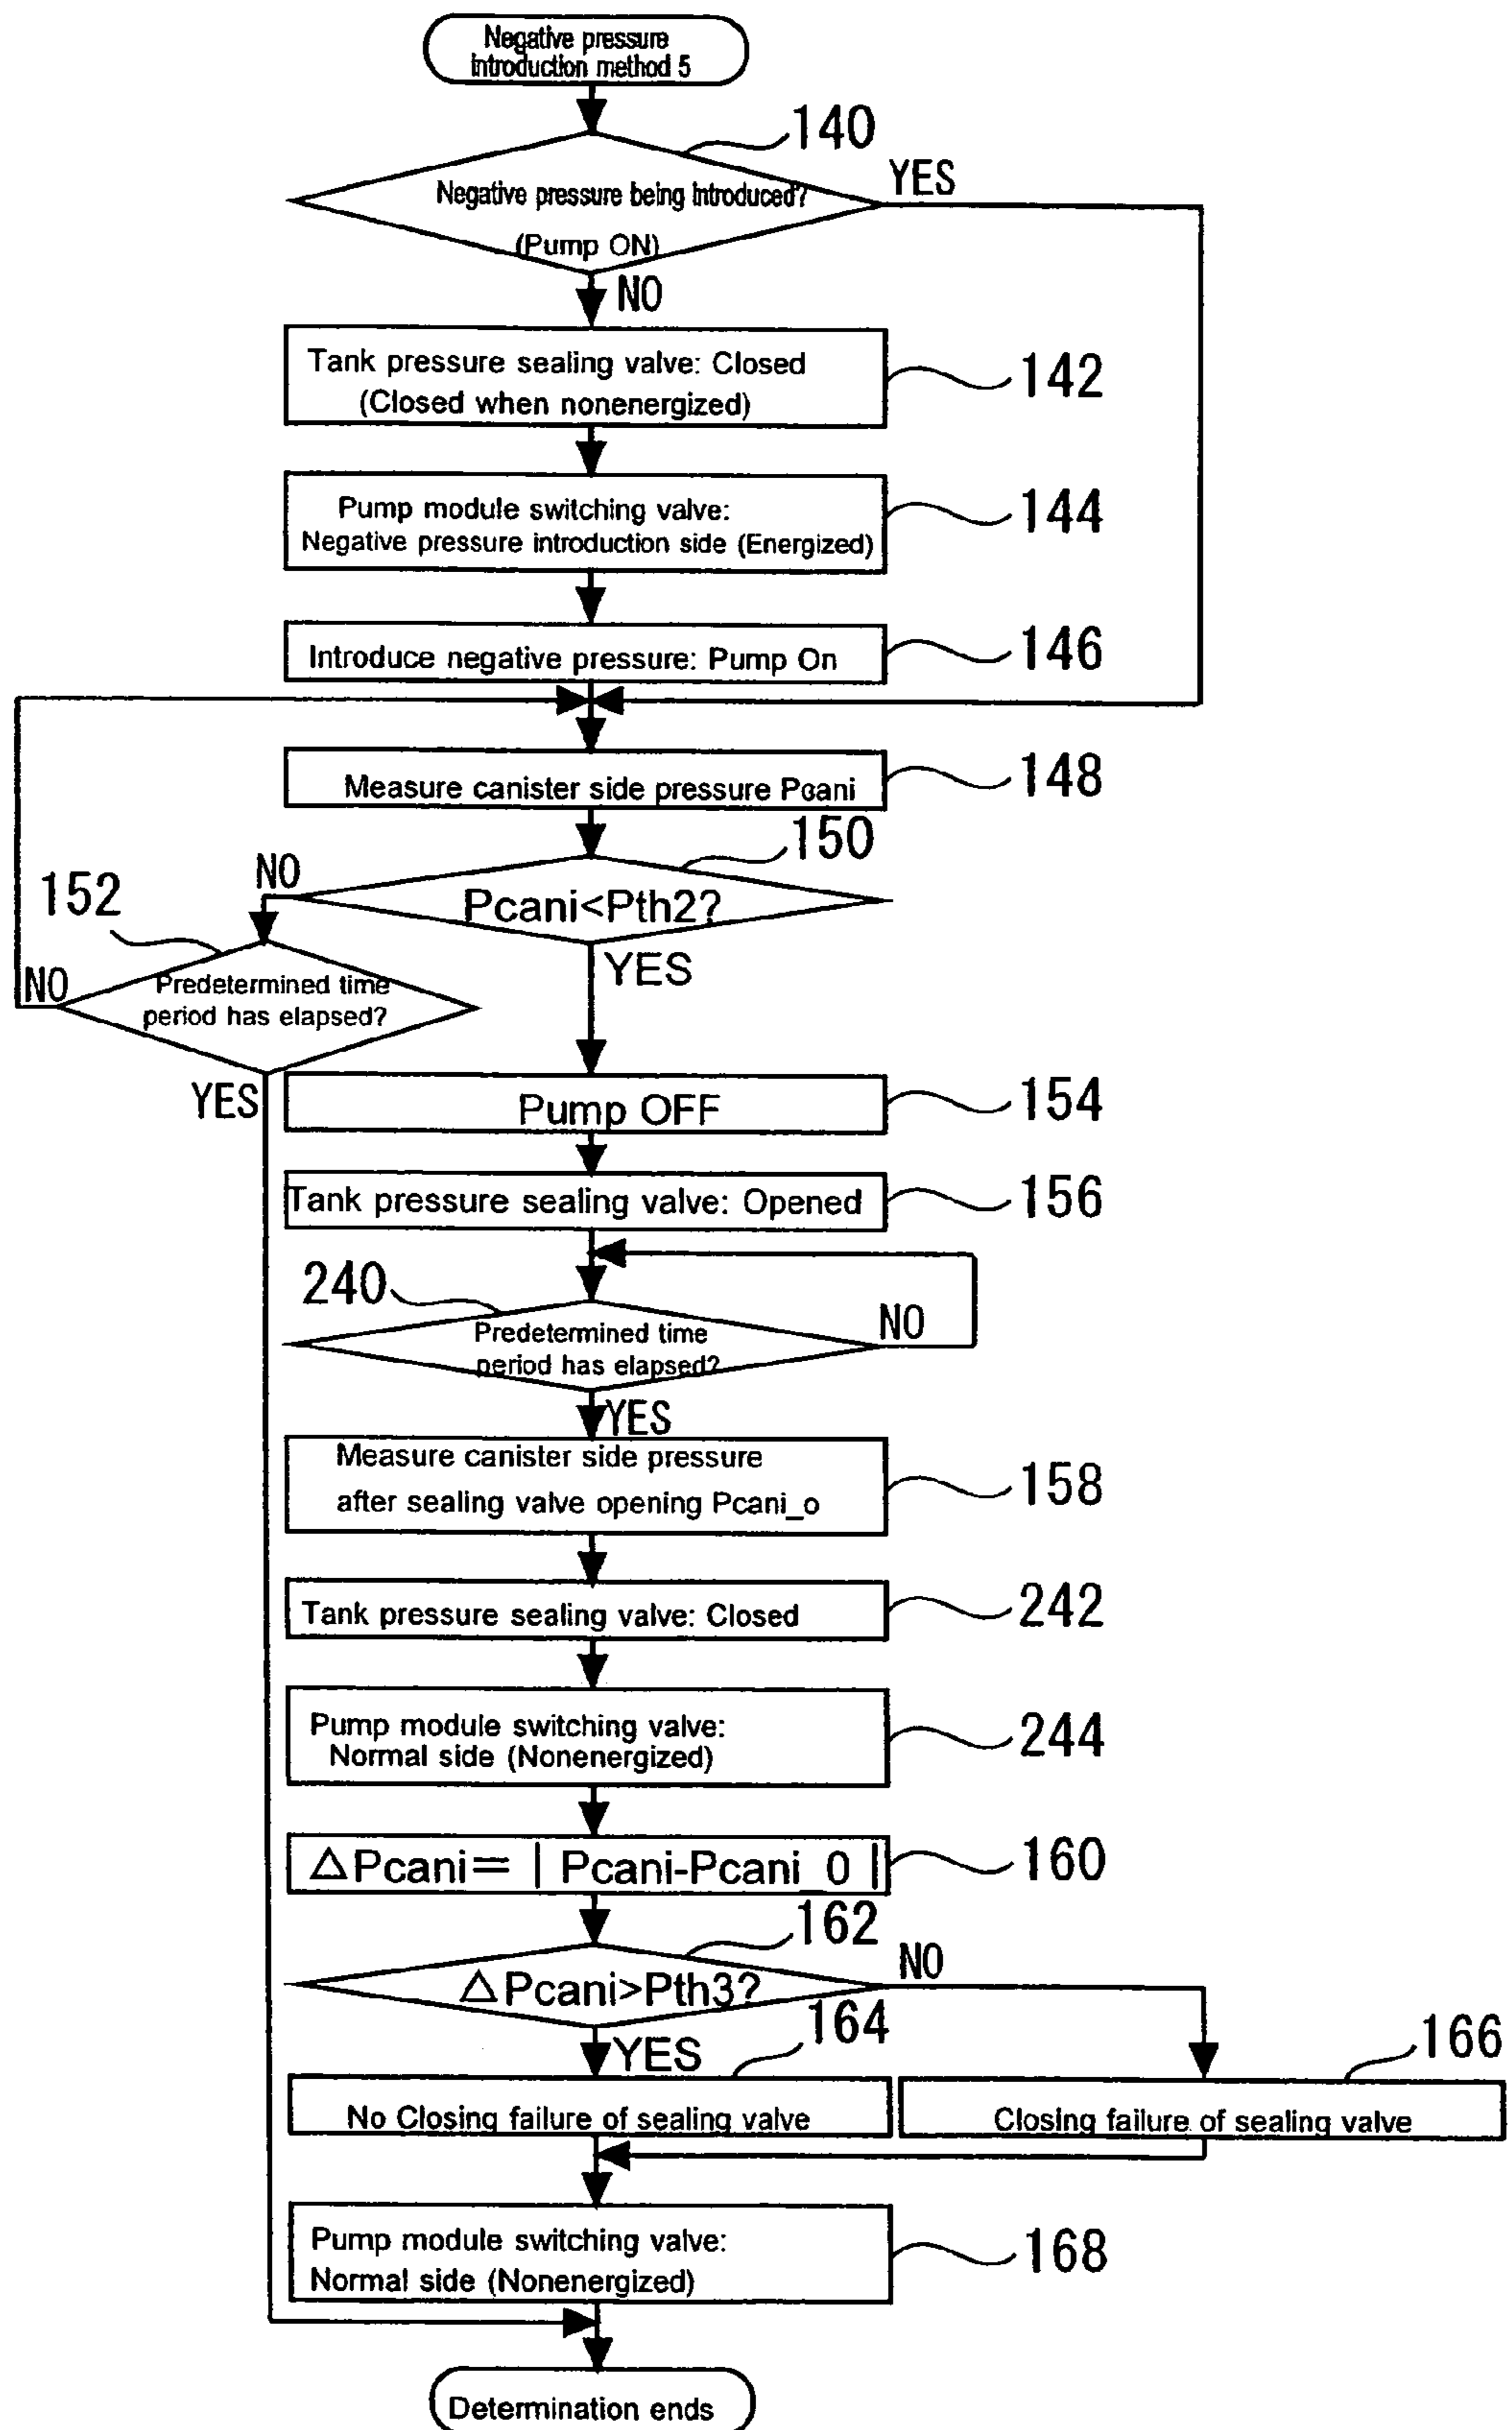 Negative pressure
introduction method 5
140
Negative pressure being introduced?
(Pump ON)
YES
NO
Tank pressure sealing valve: Closed
(Closed when nonenergized)
142
Pump module switching valve:
Negative pressure introduction side (Energized)
144
Introduce negative pressure: Pump On
146
Measure canister side pressure Pcani
148
150
Pcani<Pth2?
NO
YES
152
Predetermined time
period has elapsed?
NO
YES
Pump OFF
154
Tank pressure sealing valve: Opened
156
240
Predetermined time
period has elapsed?
NO
YES
Measure canister side pressure
after sealing valve opening Pcani_o
158
Tank pressure sealing valve: Closed
242
Pump module switching valve:
Normal side (Nonenergized)
244
△Pcani=|Pcani-Pcani_0|
160
162
△Pcani>Pth3?
NO
YES
164
No Closing failure of sealing valve
166
Closing failure of sealing valve
Pump module switching valve:
Normal side (Nonenergized)
168
Determination ends